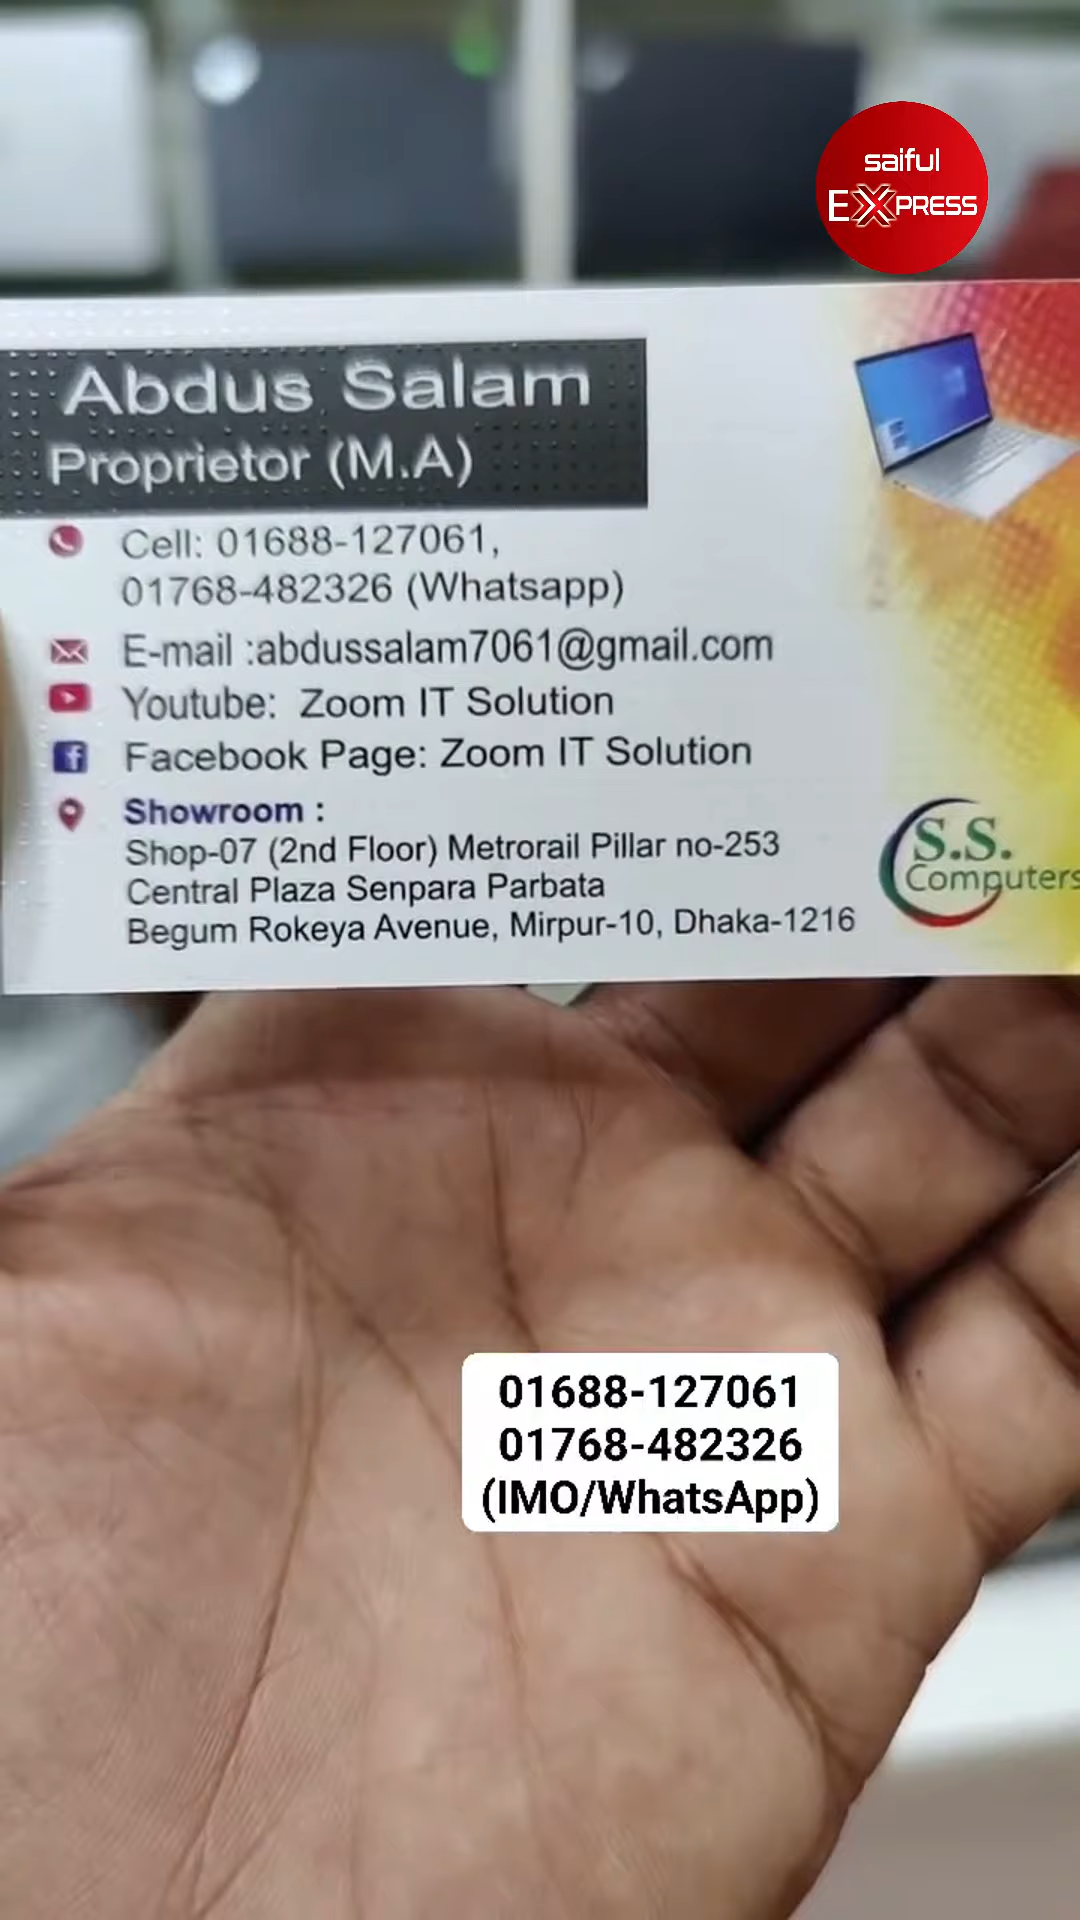 saiful
EXPRESS
Abdus Salam
Proprietor (M.A)
Cell: 01688-127061,
01768-482326 (Whatsapp)
E-mail :abdussalam7061@gmail.com
Youtube: Zoom IT Solution
Facebook Page: Zoom IT Solution
Showroom :
Shop-07 (2nd Floor) Metrorail Pillar no-253
Central Plaza Senpara Parbata
Begum Rokeya Avenue, Mirpur-10, Dhaka-1216
S.S.
Computers
01688-127061
01768-482326
(IMO/WhatsApp)